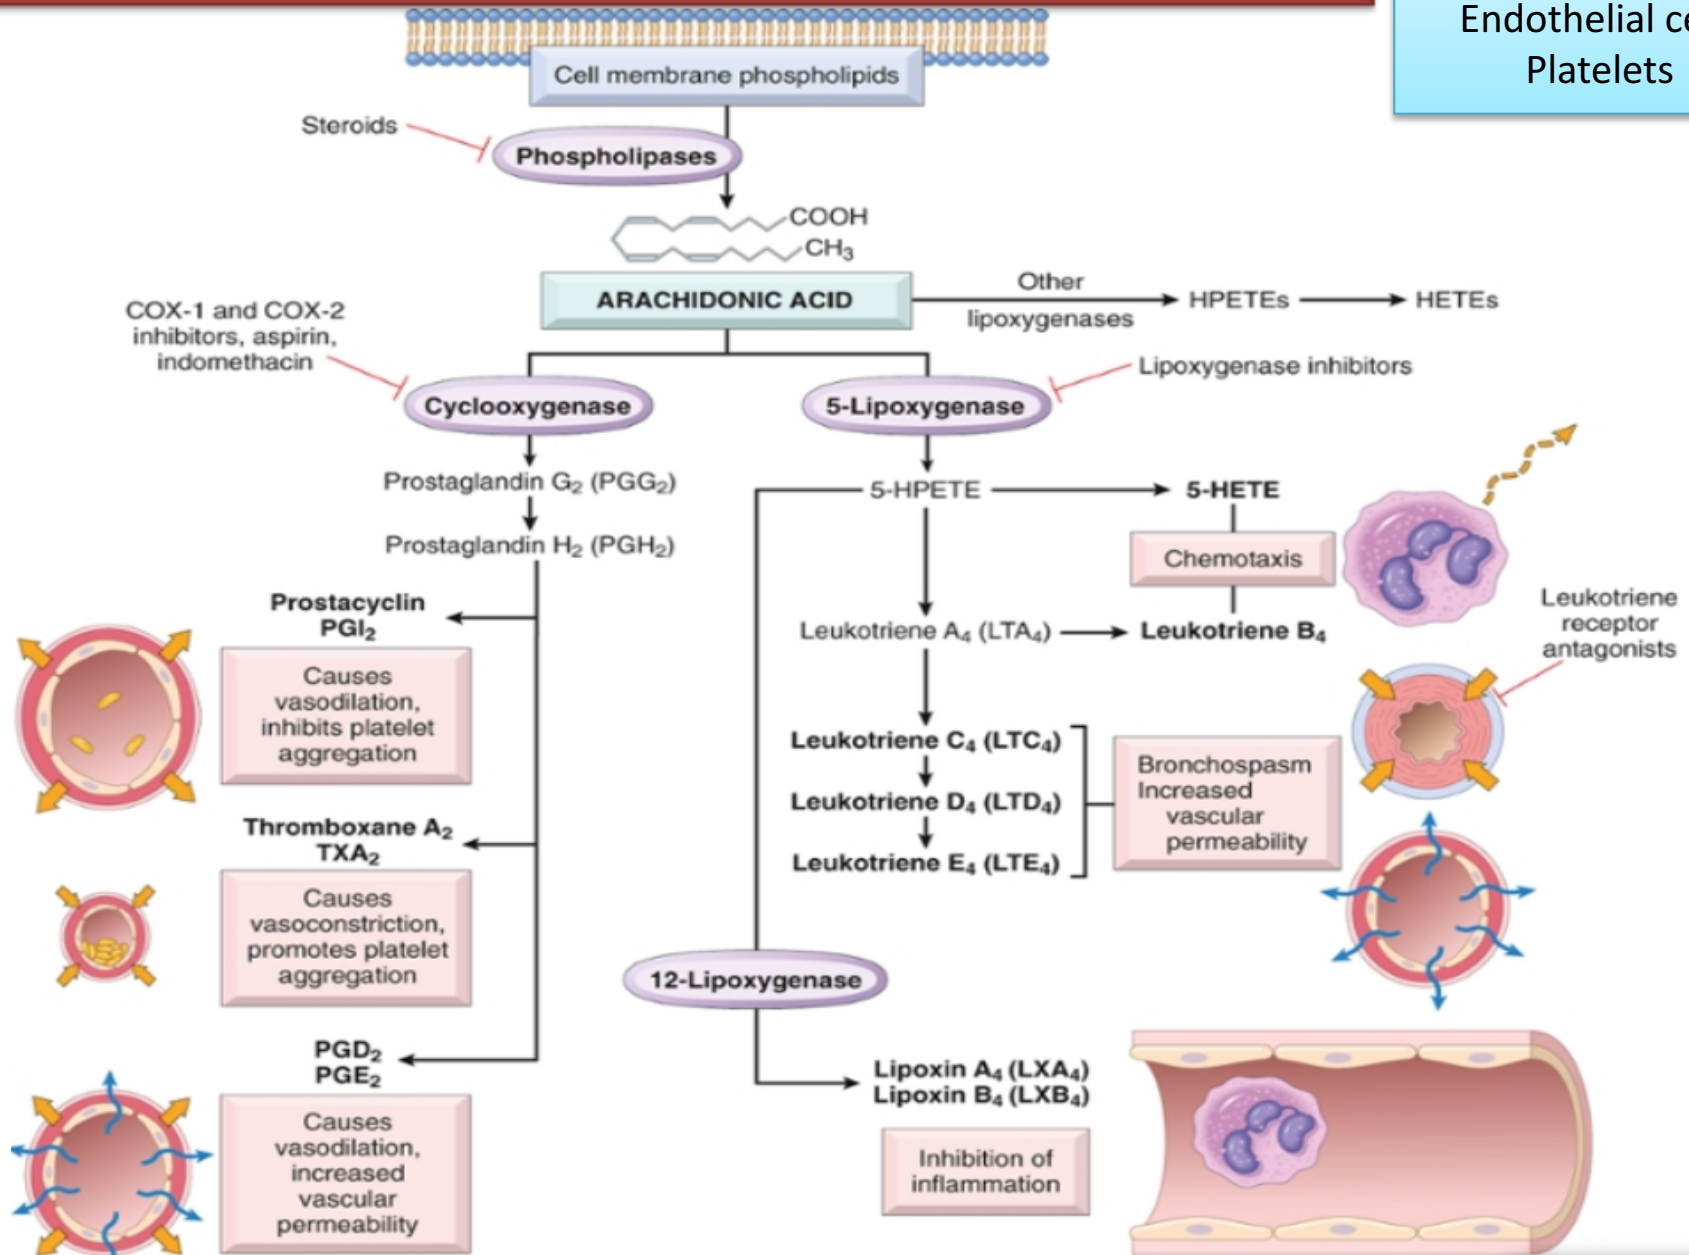 Endothelial
Platelets
Cell membrane phospholipids
Steroids
Phospholipases
COOH
CH₃
ARACHIDONIC ACID
Other
lipoxygenases
HPETEs
HETEs
COX-1 and COX-2
inhibitors, aspirin,
indomethacin
Lipoxygenase inhibitors
Cyclooxygenase
5-Lipoxygenase
Prostaglandin G₂ (PGG₂)
5-HPETE
5-HETE
Prostaglandin H₂ (PGH₂)
Chemotaxis
Leukotriene
receptor
antagonists
Prostacyclin
PGI₂
Leukotriene A₄ (LTA₄)
Leukotriene B₄
Causes
vasodilation,
inhibits platelet
aggregation
Leukotriene C₄ (LTC₄)
Leukotriene D₄ (LTD₄)
Leukotriene E₄ (LTE₄)
Bronchospasm
Increased
vascular
permeability
Thromboxane A₂
TXA₂
Causes
vasoconstriction,
promotes platelet
aggregation
12-Lipoxygenase
PGD₂
PGE₂
Lipoxin A₄ (LXA₄)
Lipoxin B₄ (LXB₄)
Causes
vasodilation,
increased
vascular
permeability
Inhibition of
inflammation